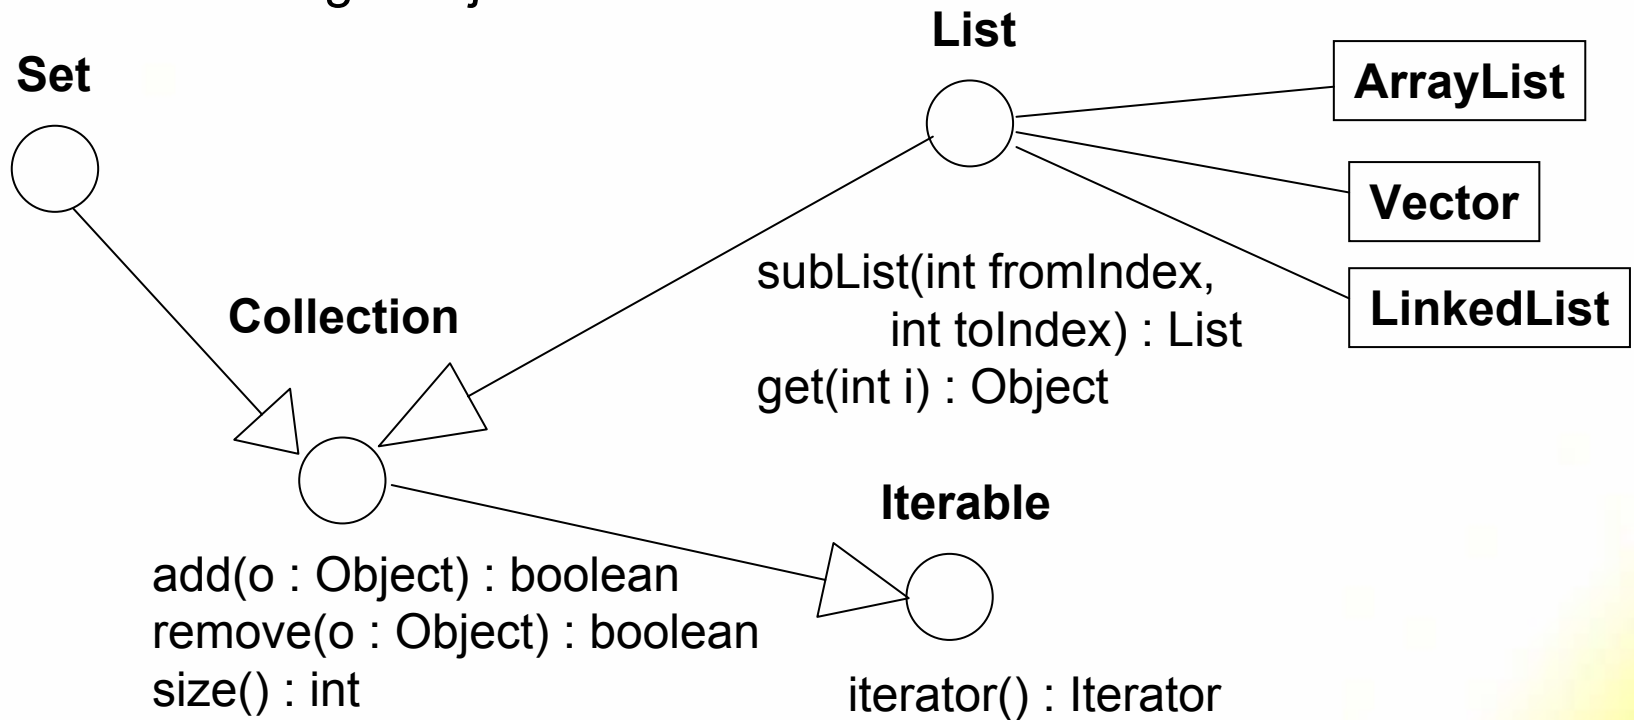 List
Set
ArrayList
Vector
subList(int fromIndex,
int toIndex) : List
get(int i) : Object
LinkedList
Collection
Iterable
add(o : Object) : boolean
remove(o : Object) : boolean
size() : int
iterator() : Iterator